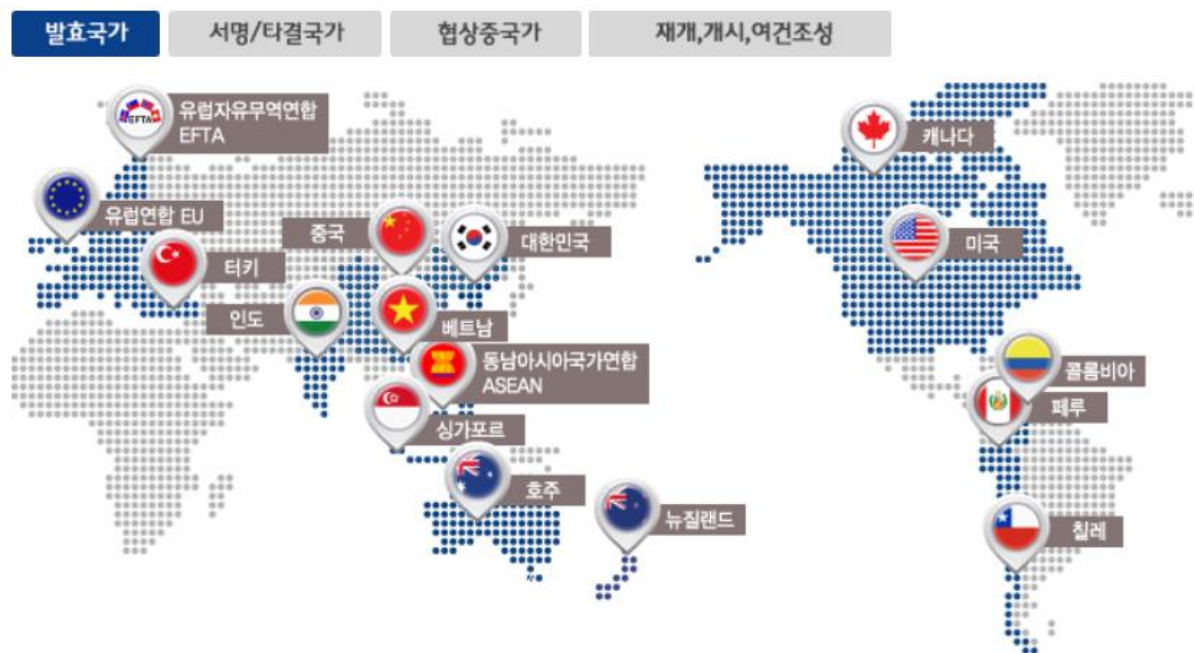 발효국가
서명/타결국가
협상중국가
재개,개시,여건조성
EFTA
유럽자유무역연합
EFTA
캐나다
유럽연합 EU
중국
대한민국
미국
터키
인도
베트남
동남아시아국가연합
ASEAN
콜롬비아
페루
싱가포르
호주
뉴질랜드
칠레